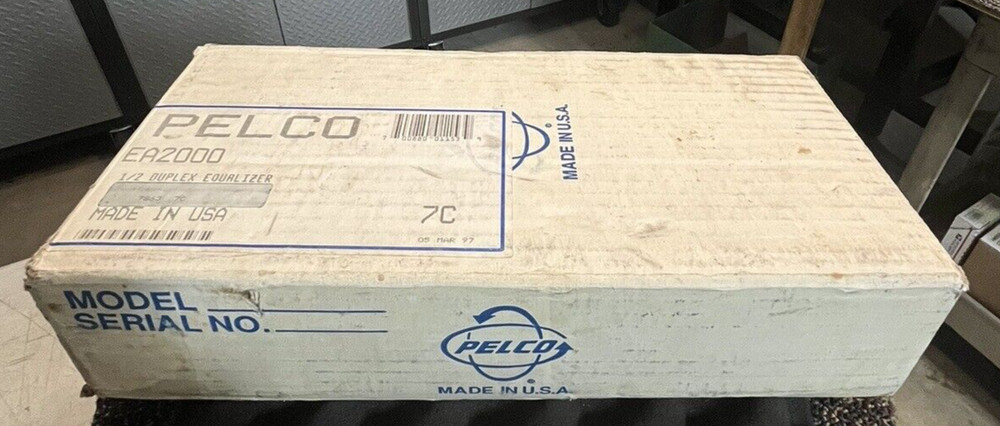 PELCO
EA2000
1/2 DUPLEX EQUALIZER
MADE IN USA
7C
05 MAR 97
MADE IN U.S.A.
MODEL
SERIAL NO.
PELCO
MADE IN U.S.A.